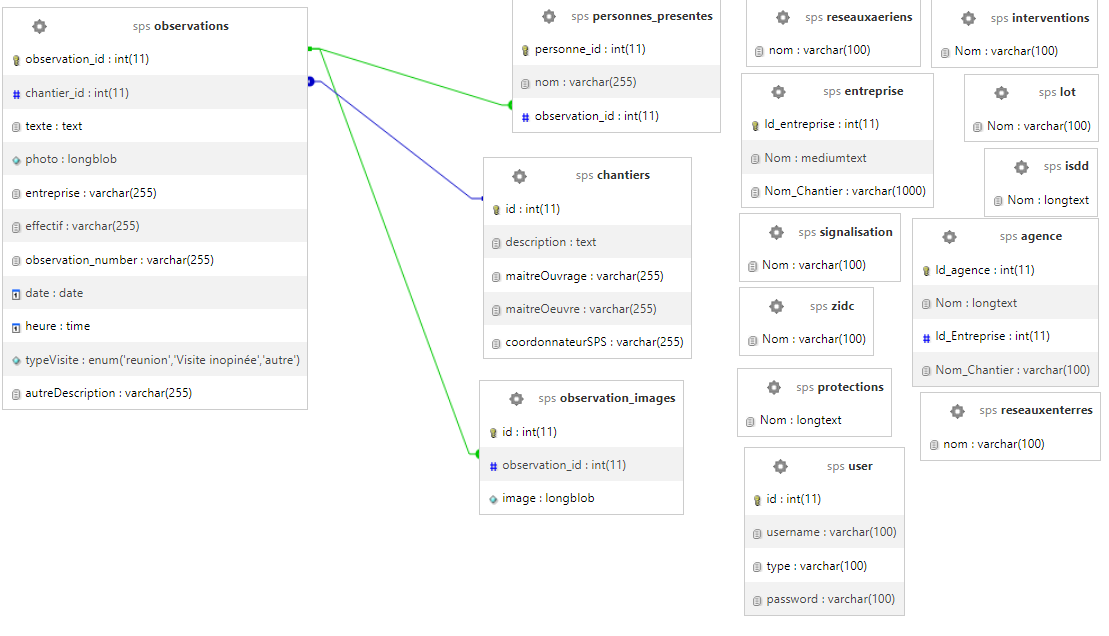 sps observations
observation_id : int(11)
chantier_id : int(11)
texte : text
photo : longblob
entreprise : varchar(255)
effectif : varchar(255)
observation_number : varchar(255)
date : date
heure : time
typeVisite : enum('reunion','Visite inopinée','autre')
autreDescription : varchar(255)
sps personnes_presentes
personne_id : int(11)
nom : varchar(255)
observation_id : int(11)
sps chantiers
id : int(11)
description : text
maitreOuvrage : varchar(255)
maitreOeuvre : varchar(255)
coordonnateurSPS : varchar(255)
sps observation_images
id : int(11)
observation_id : int(11)
image : longblob
sps reseauxaeriens
nom : varchar(100)
sps entreprise
Id_entreprise : int(11)
Nom : mediumtext
Nom_Chantier : varchar(1000)
sps signalisation
Nom : varchar(100)
sps zidc
Nom : varchar(100)
sps protections
Nom : longtext
sps user
id : int(11)
username : varchar(100)
type : varchar(100)
password : varchar(100)
sps interventions
Nom : varchar(100)
sps lot
Nom : varchar(100)
sps isdd
Nom : longtext
sps agence
Id_agence : int(11)
Nom : longtext
Id_Entreprise : int(11)
Nom_Chantier : varchar(100)
sps reseauxenterres
nom : varchar(100)